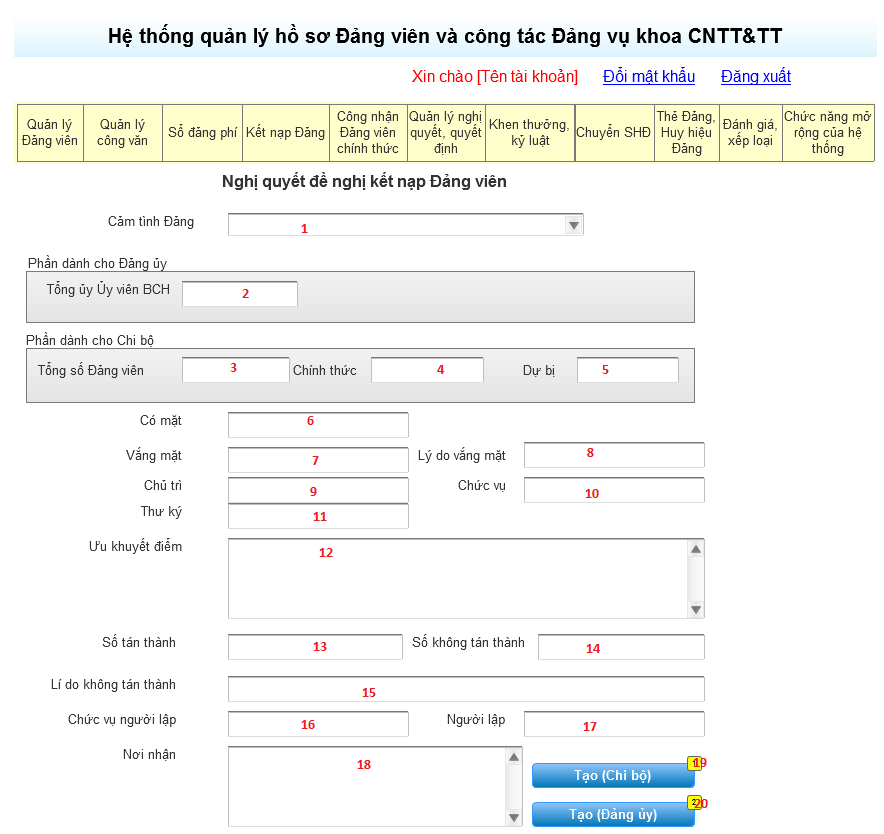 Hệ thống quản lý hồ sơ Đảng viên và công tác Đảng vụ khoa CNTT&TT
Xin chào [Tên tài khoản] Đổi mật khẩu Đăng xuất
Quản lý Đảng viên
Quản lý công văn
Sổ đảng phí
Kết nạp Đảng
Công nhận Đảng viên chính thức
Quản lý nghị quyết, quyết định
Khen thưởng, kỷ luật
Chuyển SHĐ
Thẻ Đảng, Huy hiệu Đảng
Đánh giá, xếp loại
Chức năng mở rộng của hệ thống
Nghị quyết đề nghị kết nạp Đảng viên
Cảm tình Đảng 1
Phần dành cho Đảng ủy
Tổng ủy Ủy viên BCH 2
Phần dành cho Chi bộ
Tổng số Đảng viên 3 Chính thức 4 Dự bị 5
Có mặt 6
Vắng mặt 7 Lý do vắng mặt 8
Chủ trì 9 Chức vụ 10
Thư ký 11
Ưu khuyết điểm 12
Số tán thành 13 Số không tán thành 14
Lí do không tán thành 15
Chức vụ người lập 16 Người lập 17
Nơi nhận 18
Tạo (Chi bộ) 1 19
Tạo (Đảng ủy) 2 20